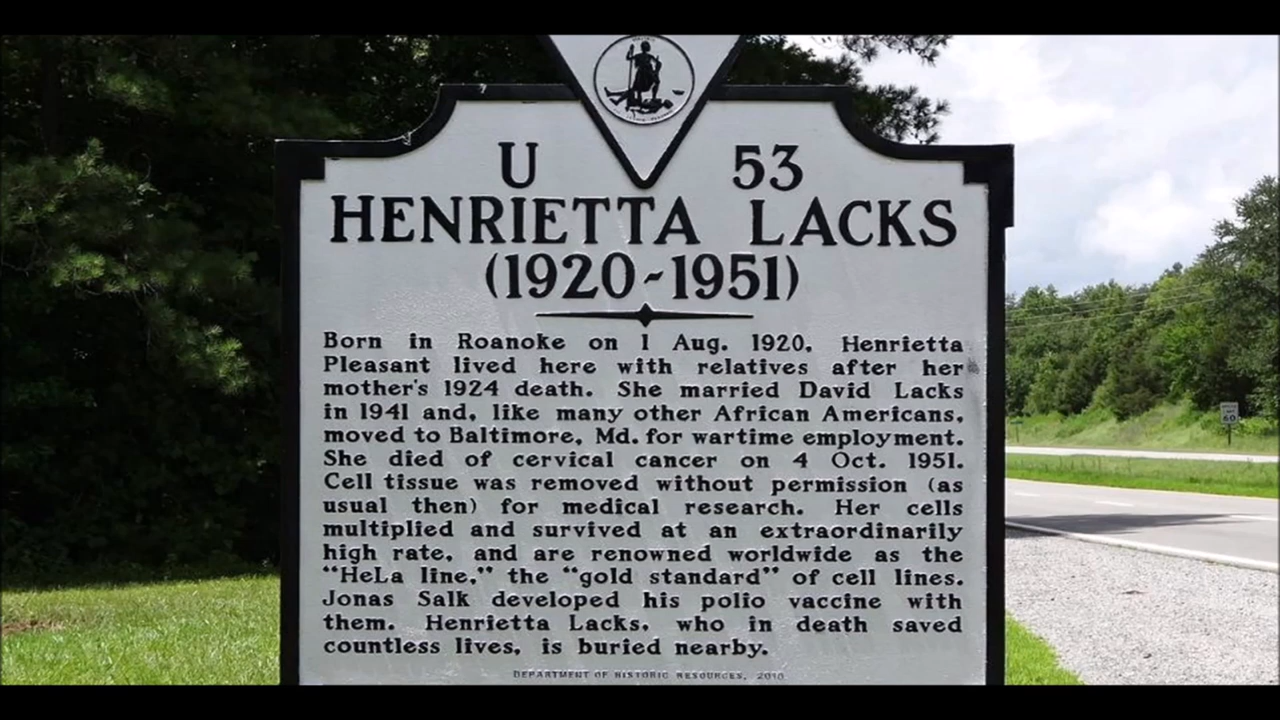 U 53
HENRIETTA LACKS
(1920-1951)
Born in Roanoke on 1 Aug. 1920, Henrietta
Pleasant lived here with relatives after her
mother's 1924 death. She married David Lacks
in 1941 and, like many other African Americans,
moved to Baltimore, Md. for wartime employment.
She died of cervical cancer on 4 Oct. 1951.
Cell tissue was removed without permission (as
usual then) for medical research. Her cells
multiplied and survived at an extraordinarily
high rate, and are renowned worldwide as the
"HeLa line," the "gold standard" of cell lines.
Jonas Salk developed his polio vaccine with
them. Henrietta Lacks, who in death saved
countless lives, is buried nearby.
DEPARTMENT OF HISTORIC RESOURCES, 2010
60